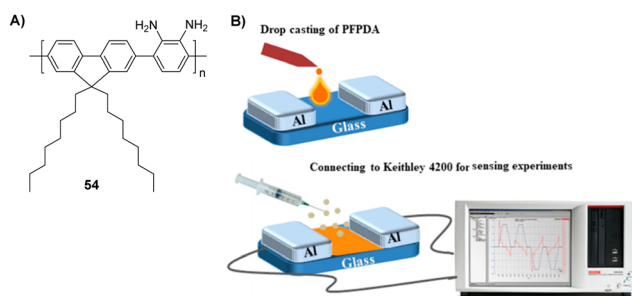 A)
H₂N
NH₂
n
54
B)
Drop casting of PFPDA
Al
Al
Glass
Connecting to Keithley 4200 for sensing experiments
Al
Al
Glass